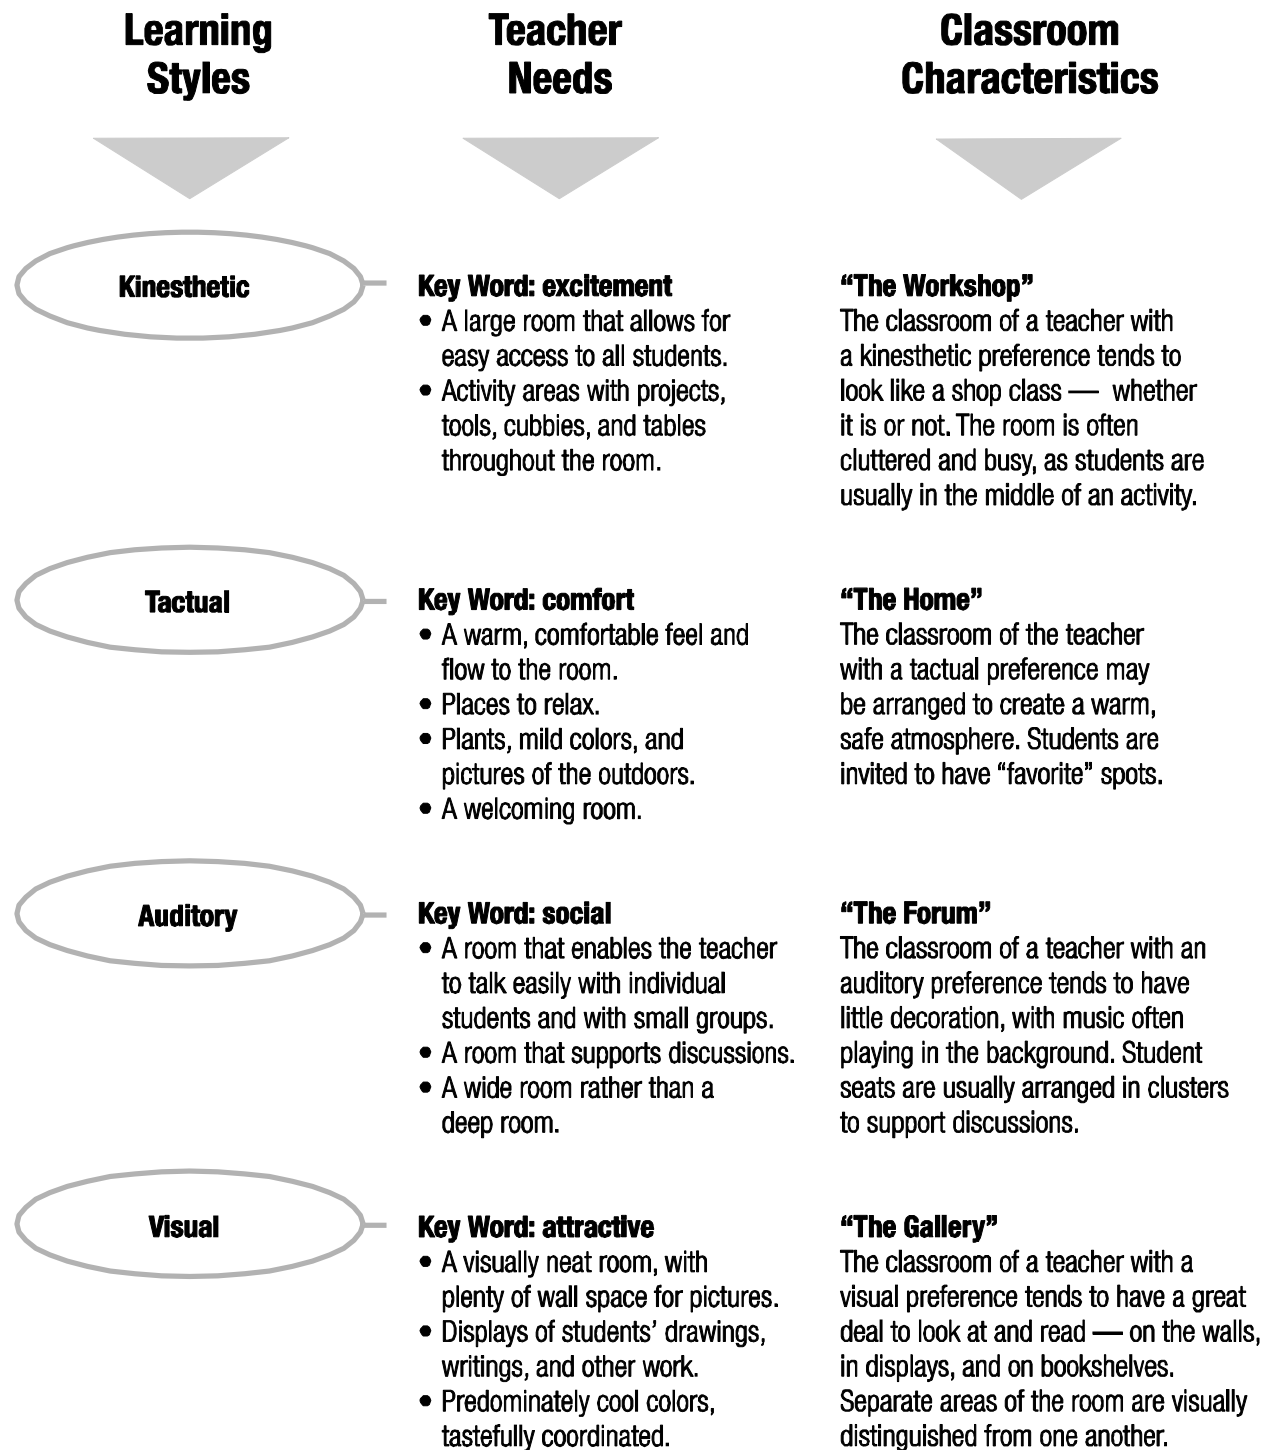 Learning
Styles
Teacher
Needs
Classroom
Characteristics
Kinesthetic
Key Word: excitement
• A large room that allows for
easy access to all students.
• Activity areas with projects,
tools, cubbies, and tables
throughout the room.
“The Workshop”
The classroom of a teacher with
a kinesthetic preference tends to
look like a shop class — whether
it is or not. The room is often
cluttered and busy, as students are
usually in the middle of an activity.
Tactual
Key Word: comfort
• A warm, comfortable feel and
flow to the room.
• Places to relax.
• Plants, mild colors, and
pictures of the outdoors.
• A welcoming room.
“The Home”
The classroom of the teacher
with a tactual preference may
be arranged to create a warm,
safe atmosphere. Students are
invited to have “favorite” spots.
Auditory
Key Word: social
• A room that enables the teacher
to talk easily with individual
students and with small groups.
• A room that supports discussions.
• A wide room rather than a
deep room.
“The Forum”
The classroom of a teacher with an
auditory preference tends to have
little decoration, with music often
playing in the background. Student
seats are usually arranged in clusters
to support discussions.
Visual
Key Word: attractive
• A visually neat room, with
plenty of wall space for pictures.
• Displays of students’ drawings,
writings, and other work.
• Predominately cool colors,
tastefully coordinated.
“The Gallery”
The classroom of a teacher with a
visual preference tends to have a great
deal to look at and read — on the walls,
in displays, and on bookshelves.
Separate areas of the room are visually
distinguished from one another.